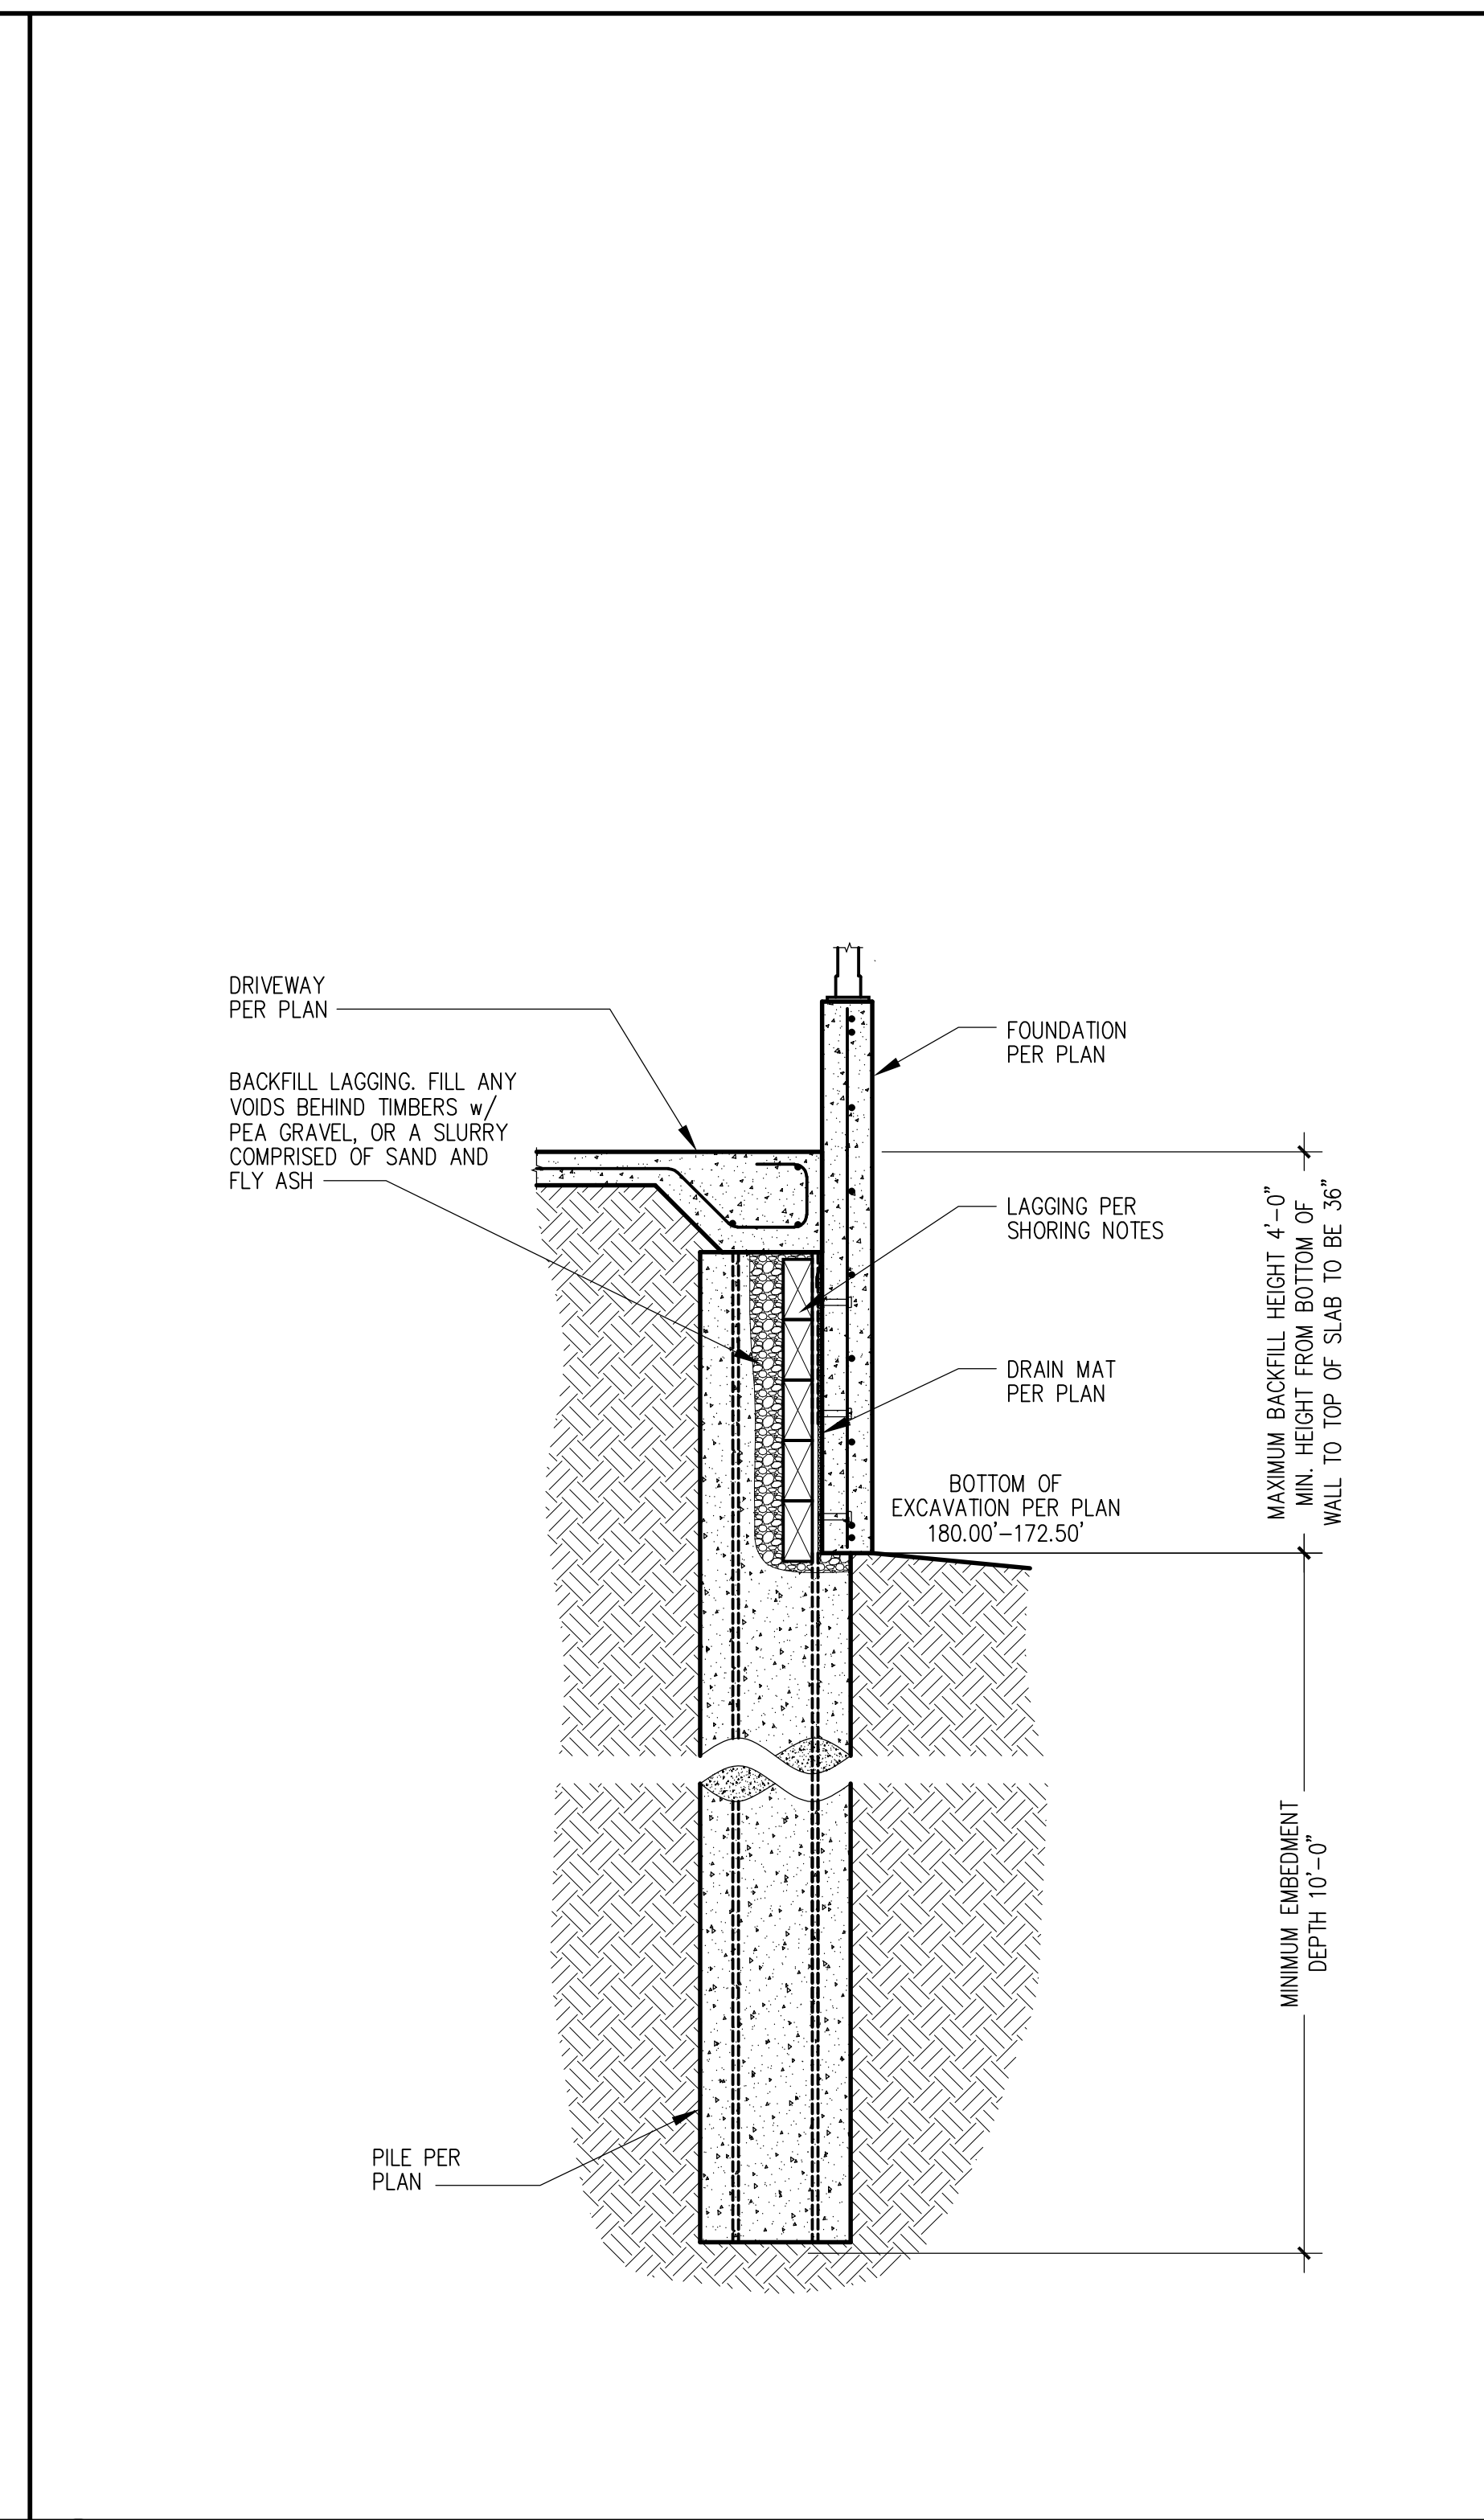 DRIVEWAY
PER PLAN
BACKFILL LAGGING. FILL ANY
VOIDS BEHIND TIMBERS w/
PEA GRAVEL, OR A SLURRY
COMPRISED OF SAND AND
FLY ASH
FOUNDATION
PER PLAN
LAGGING PER
SHORING NOTES
DRAIN MAT
PER PLAN
BOTTOM OF
EXCAVATION PER PLAN
180.00'-172.50'
MAXIMUM BACKFILL HEIGHT 4'-0"
MIN. HEIGHT FROM BOTTOM OF
WALL TO TOP OF SLAB TO BE 36"
MINIMUM EMBEDMENT
DEPTH 10'-0"
PILE PER
PLAN